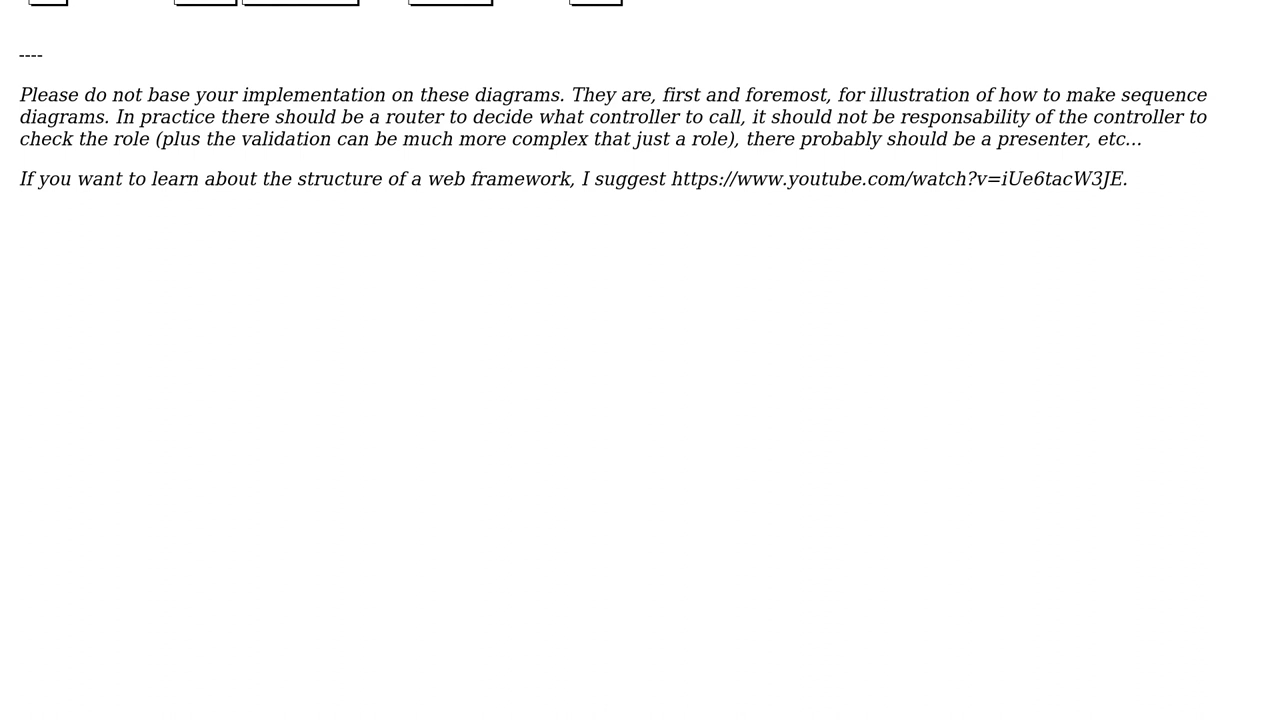 ----
Please do not base your implementation on these diagrams. They are, first and foremost, for illustration of how to make sequence
diagrams. In practice there should be a router to decide what controller to call, it should not be responsability of the controller to
check the role (plus the validation can be much more complex that just a role), there probably should be a presenter, etc...
If you want to learn about the structure of a web framework, I suggest https://www.youtube.com/watch?v=iUe6tacW3JE.